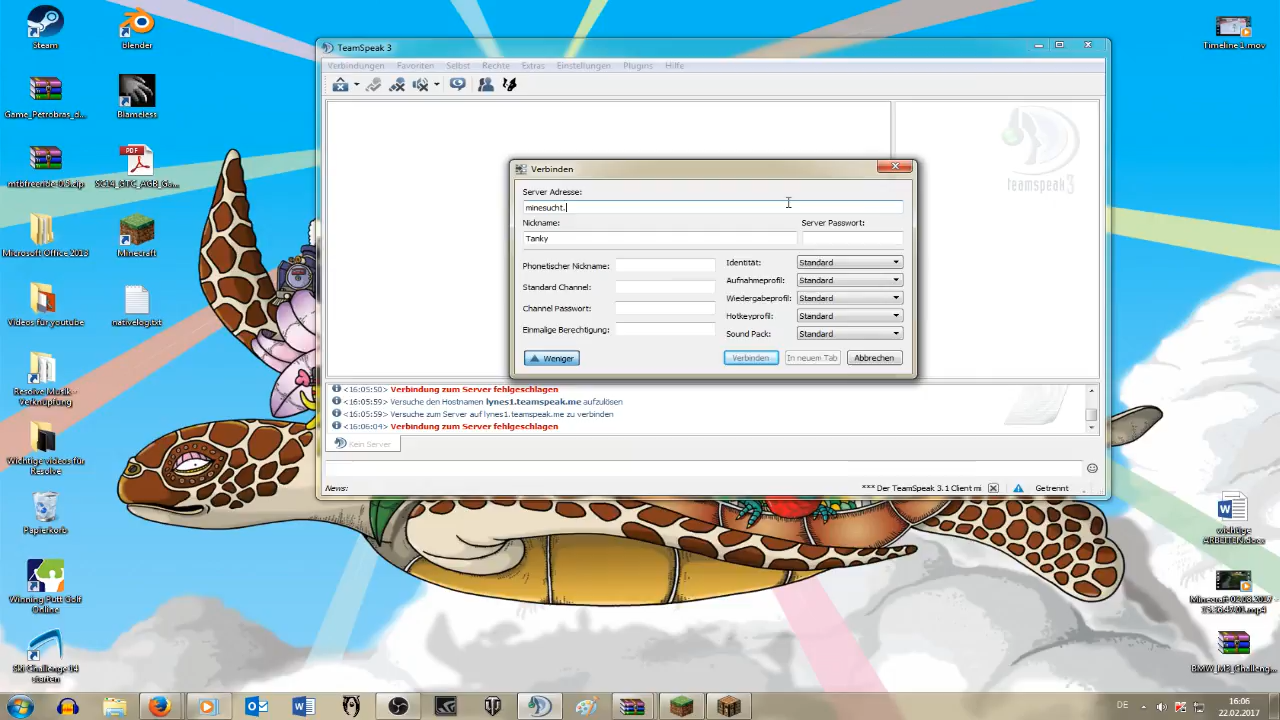 Steam
Blender
Game_Petrobras_d...
Blameless
PDF
Microsoft Office 2013
Minecraft
Videos für youtube
nativelog.txt
Resolve Musik -
Verknüpfung
Wichtige videos für
Resolve
Papierkorb
Winning Putt Golf
Online
Ski Challenge 14
starten
Timeline 1.mov
wichtige
ARBEITEN.docx
TeamSpeak 3
Verbindungen Favoriten Selbst Rechte Extras Einstellungen Plugins Hilfe
teamspeak3
Verbinden
Server Adresse:
minesucht.
Nickname: Server Passwort:
Tanky
Phonetischer Nickname: Identität: Standard
Standard Channel: Aufnahmeprofil: Standard
Channel Passwort: Wiedergabeprofil: Standard
Hotkeyprofil: Standard
Einmalige Berechtigung: Sound Pack: Standard
Weniger Verbinden In neuem Tab Abbrechen
<16:05:50> Verbindung zum Server fehlgeschlagen
<16:05:59> Versuche den Hostnamen lynes1.teamspeak.me aufzulösen
<16:05:59> Versuche zum Server auf lynes1.teamspeak.me zu verbinden
<16:06:04> Verbindung zum Server fehlgeschlagen
Kein Server
News: *** Der TeamSpeak 3.1 Client mi Getrennt
DE 16:06
22.02.2017